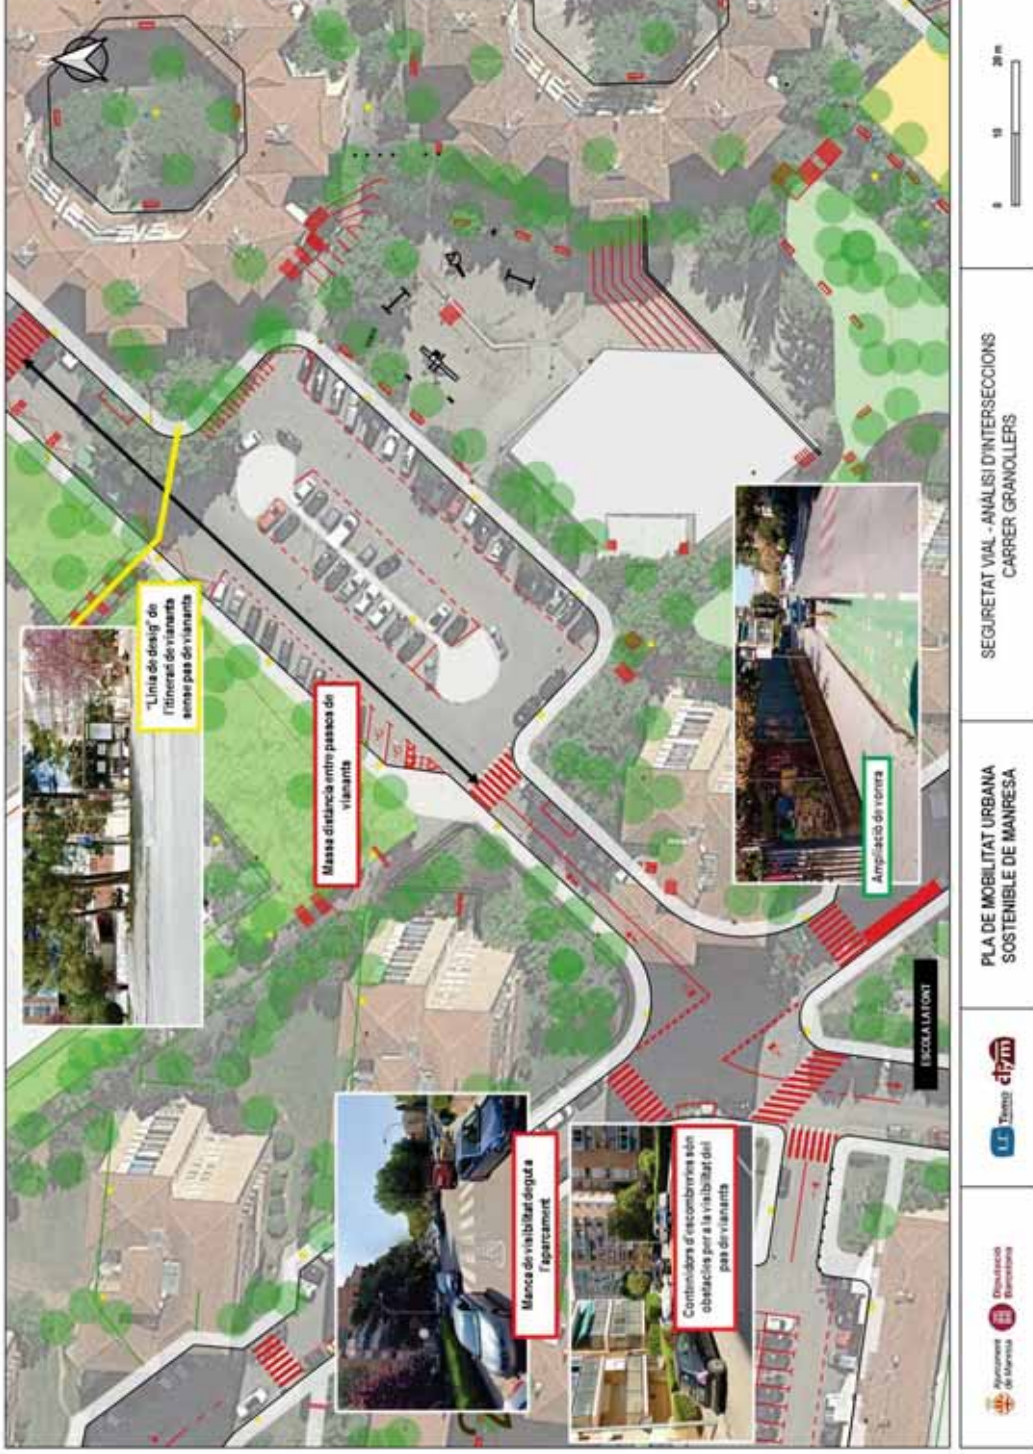 "Línia de desig" de
l'itinerari de vianants
sense pas de vianants
Massa distància entre passos de
vianants
Manca de visibilitat deguta
l'aparcament
Contenidors d'escombreries són
obstacles per a la visibilitat del
pas de vianants
Ampliació de vorera
ESCOLA LA FONT
Ajuntament
de Manresa
Diputació
Barcelona
Tema
PLA DE MOBILITAT URBANA
SOSTENIBLE DE MANRESA
SEGURETAT VIAL - ANÀLISI D'INTERSECCIONS
CARRER GRANOLLERS
0 10 20 m